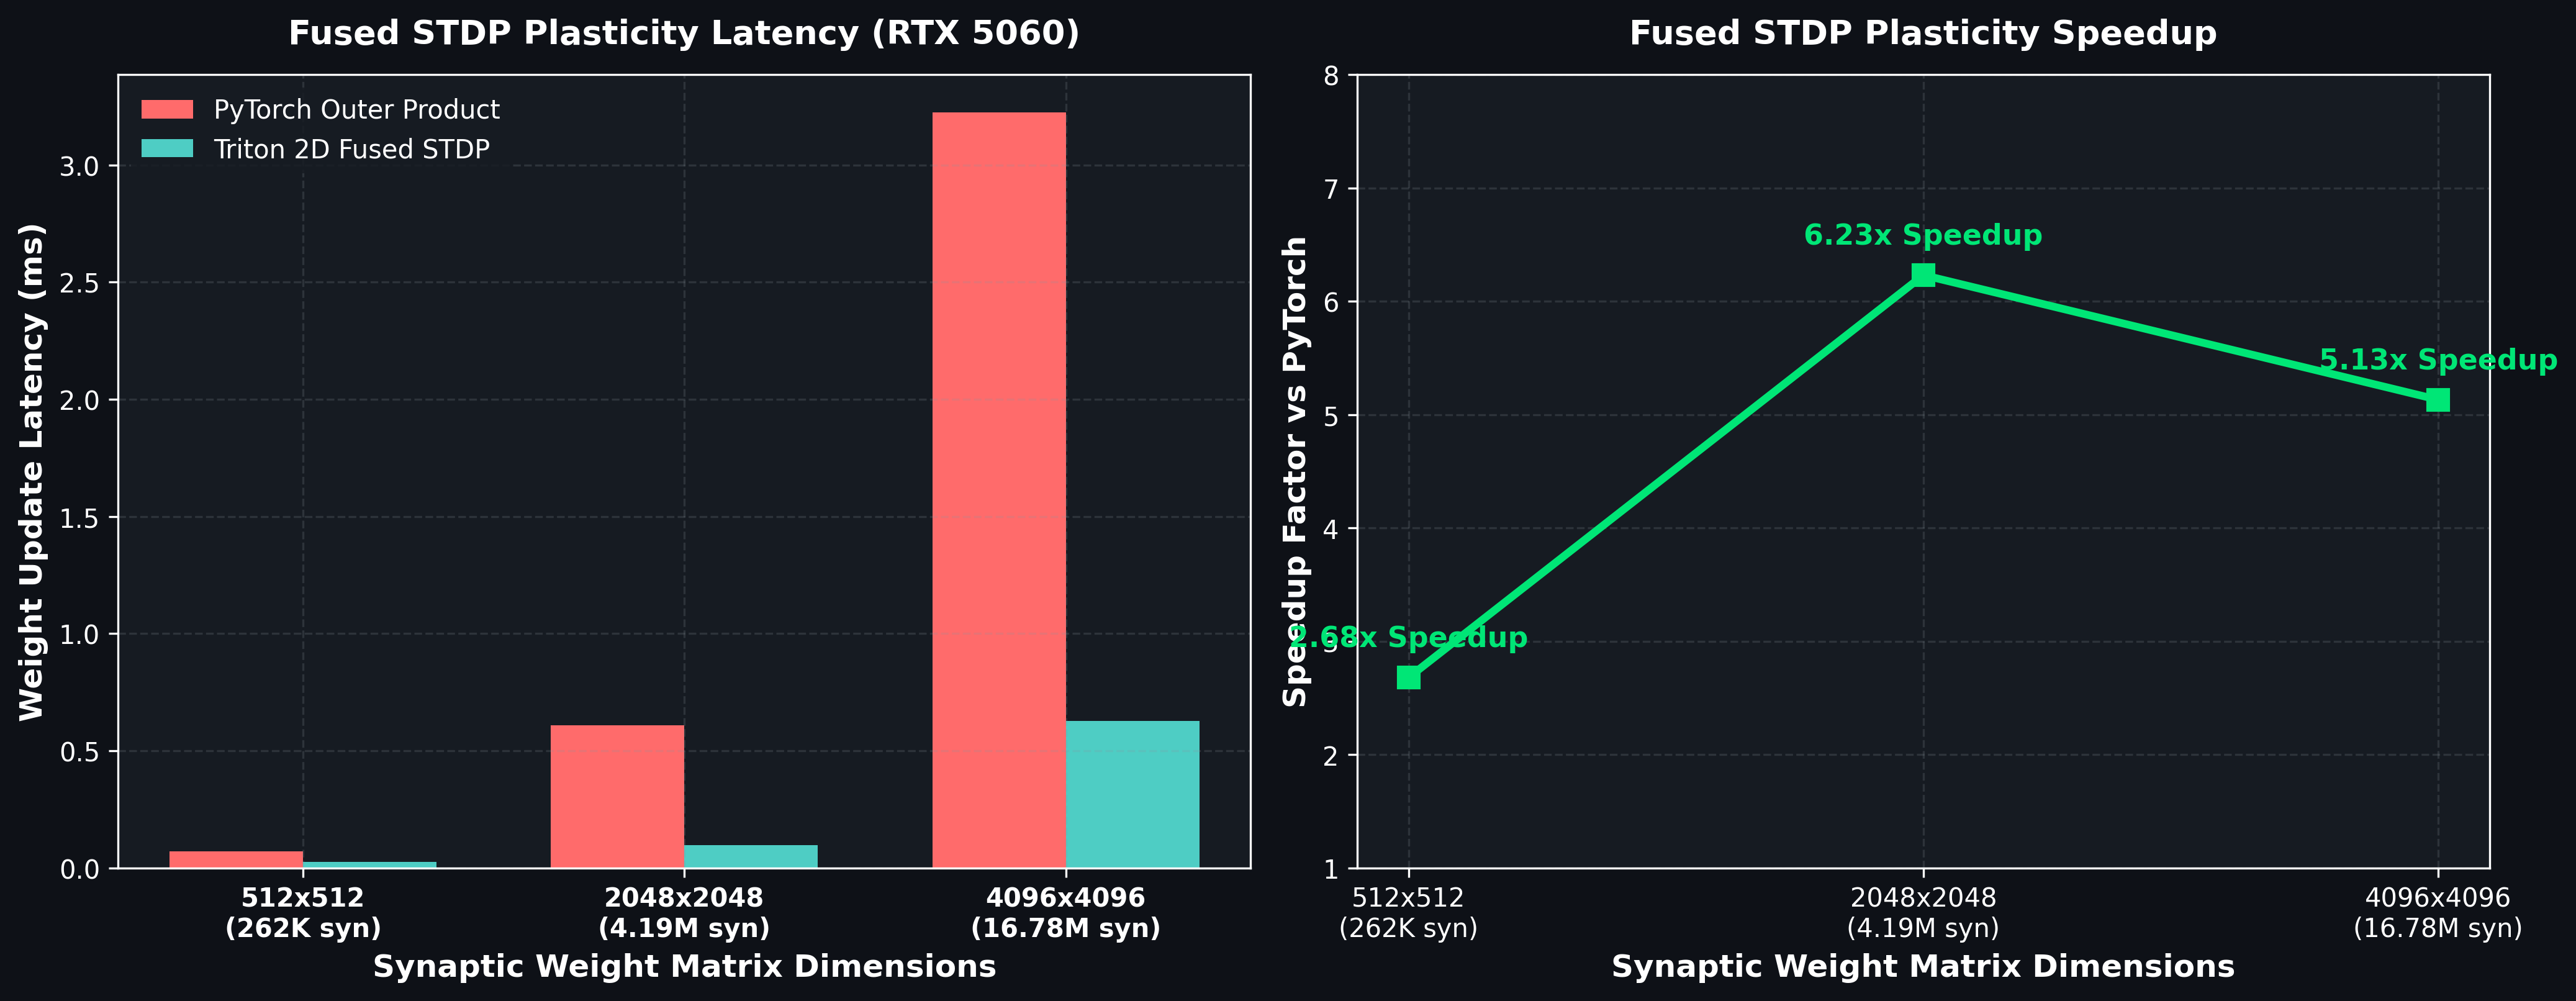 Fused STDP Plasticity Latency (RTX 5060)
PyTorch Outer Product
Triton 2D Fused STDP
Weight Update Latency (ms)
3.0
2.5
2.0
1.5
1.0
0.5
0.0
512x512
(262K syn)
2048x2048
(4.19M syn)
4096x4096
(16.78M syn)
Synaptic Weight Matrix Dimensions
Fused STDP Plasticity Speedup
Speedup Factor vs PyTorch
8
7
6
5
4
3
2
1
2.68x Speedup
6.23x Speedup
5.13x Speedup
512x512
(262K syn)
2048x2048
(4.19M syn)
4096x4096
(16.78M syn)
Synaptic Weight Matrix Dimensions